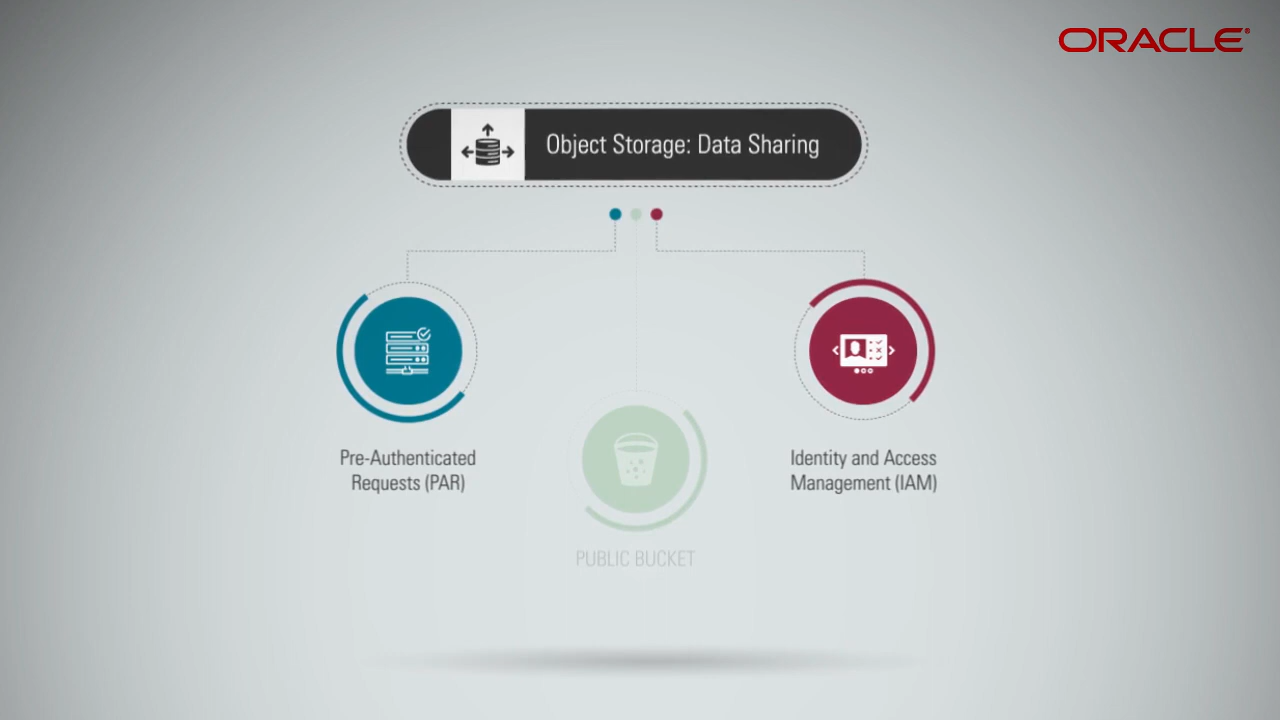 ORACLE®
Object Storage: Data Sharing
Pre-Authenticated
Requests (PAR)
Identity and Access
Management (IAM)
PUBLIC BUCKET